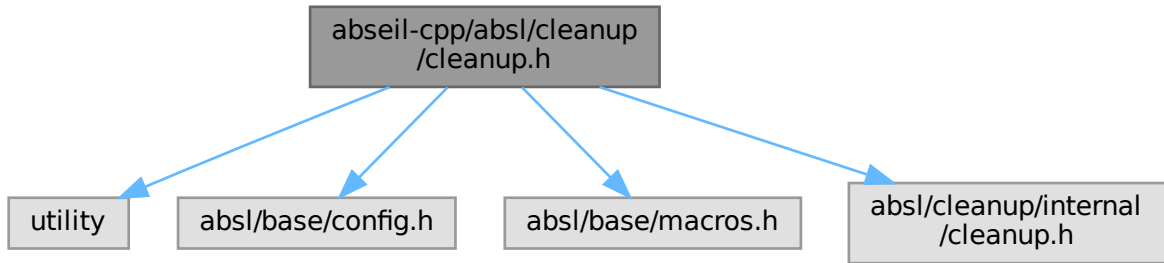 abseil-cpp/absl/cleanup
/cleanup.h
utility
absl/base/config.h
absl/base/macros.h
absl/cleanup/internal
/cleanup.h